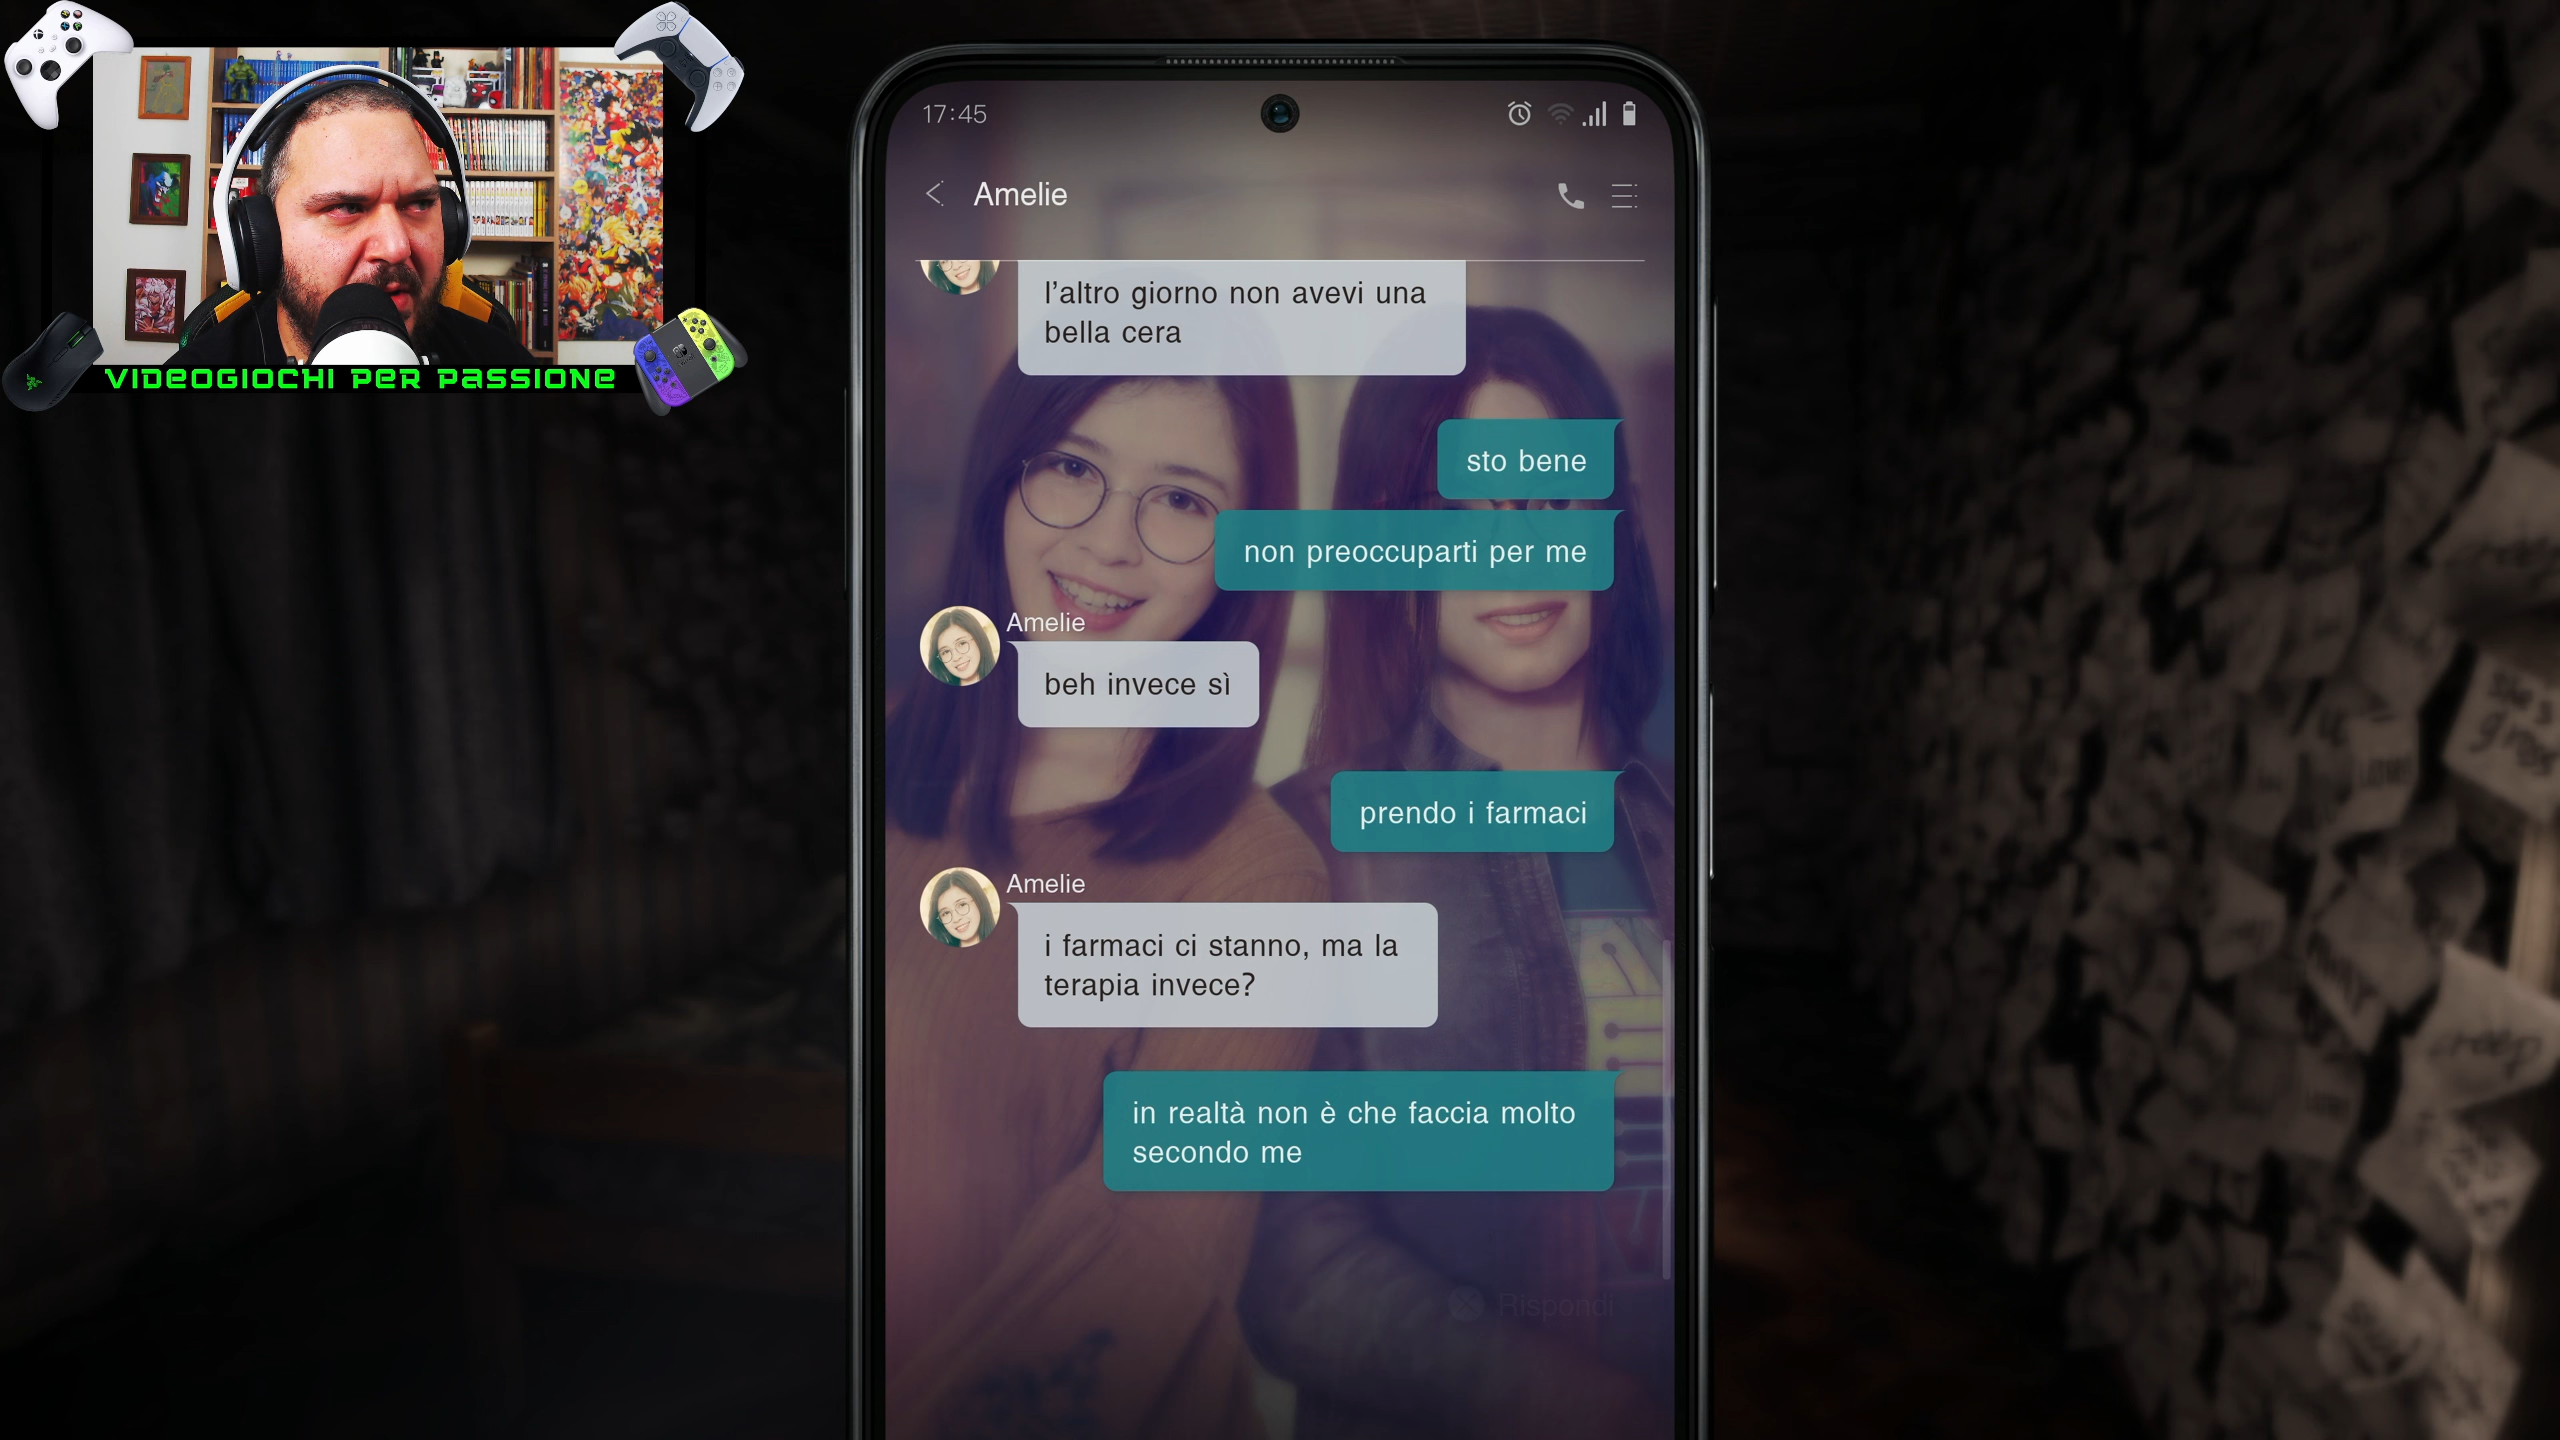 VIDEOGIOCHI PER PASSIONE
17:45
Amelie
l'altro giorno non avevi una
bella cera
sto bene
non preoccuparti per me
Amelie
beh invece sì
prendo i farmaci
Amelie
i farmaci ci stanno, ma la
terapia invece?
in realtà non è che faccia molto
secondo me
Rispondi